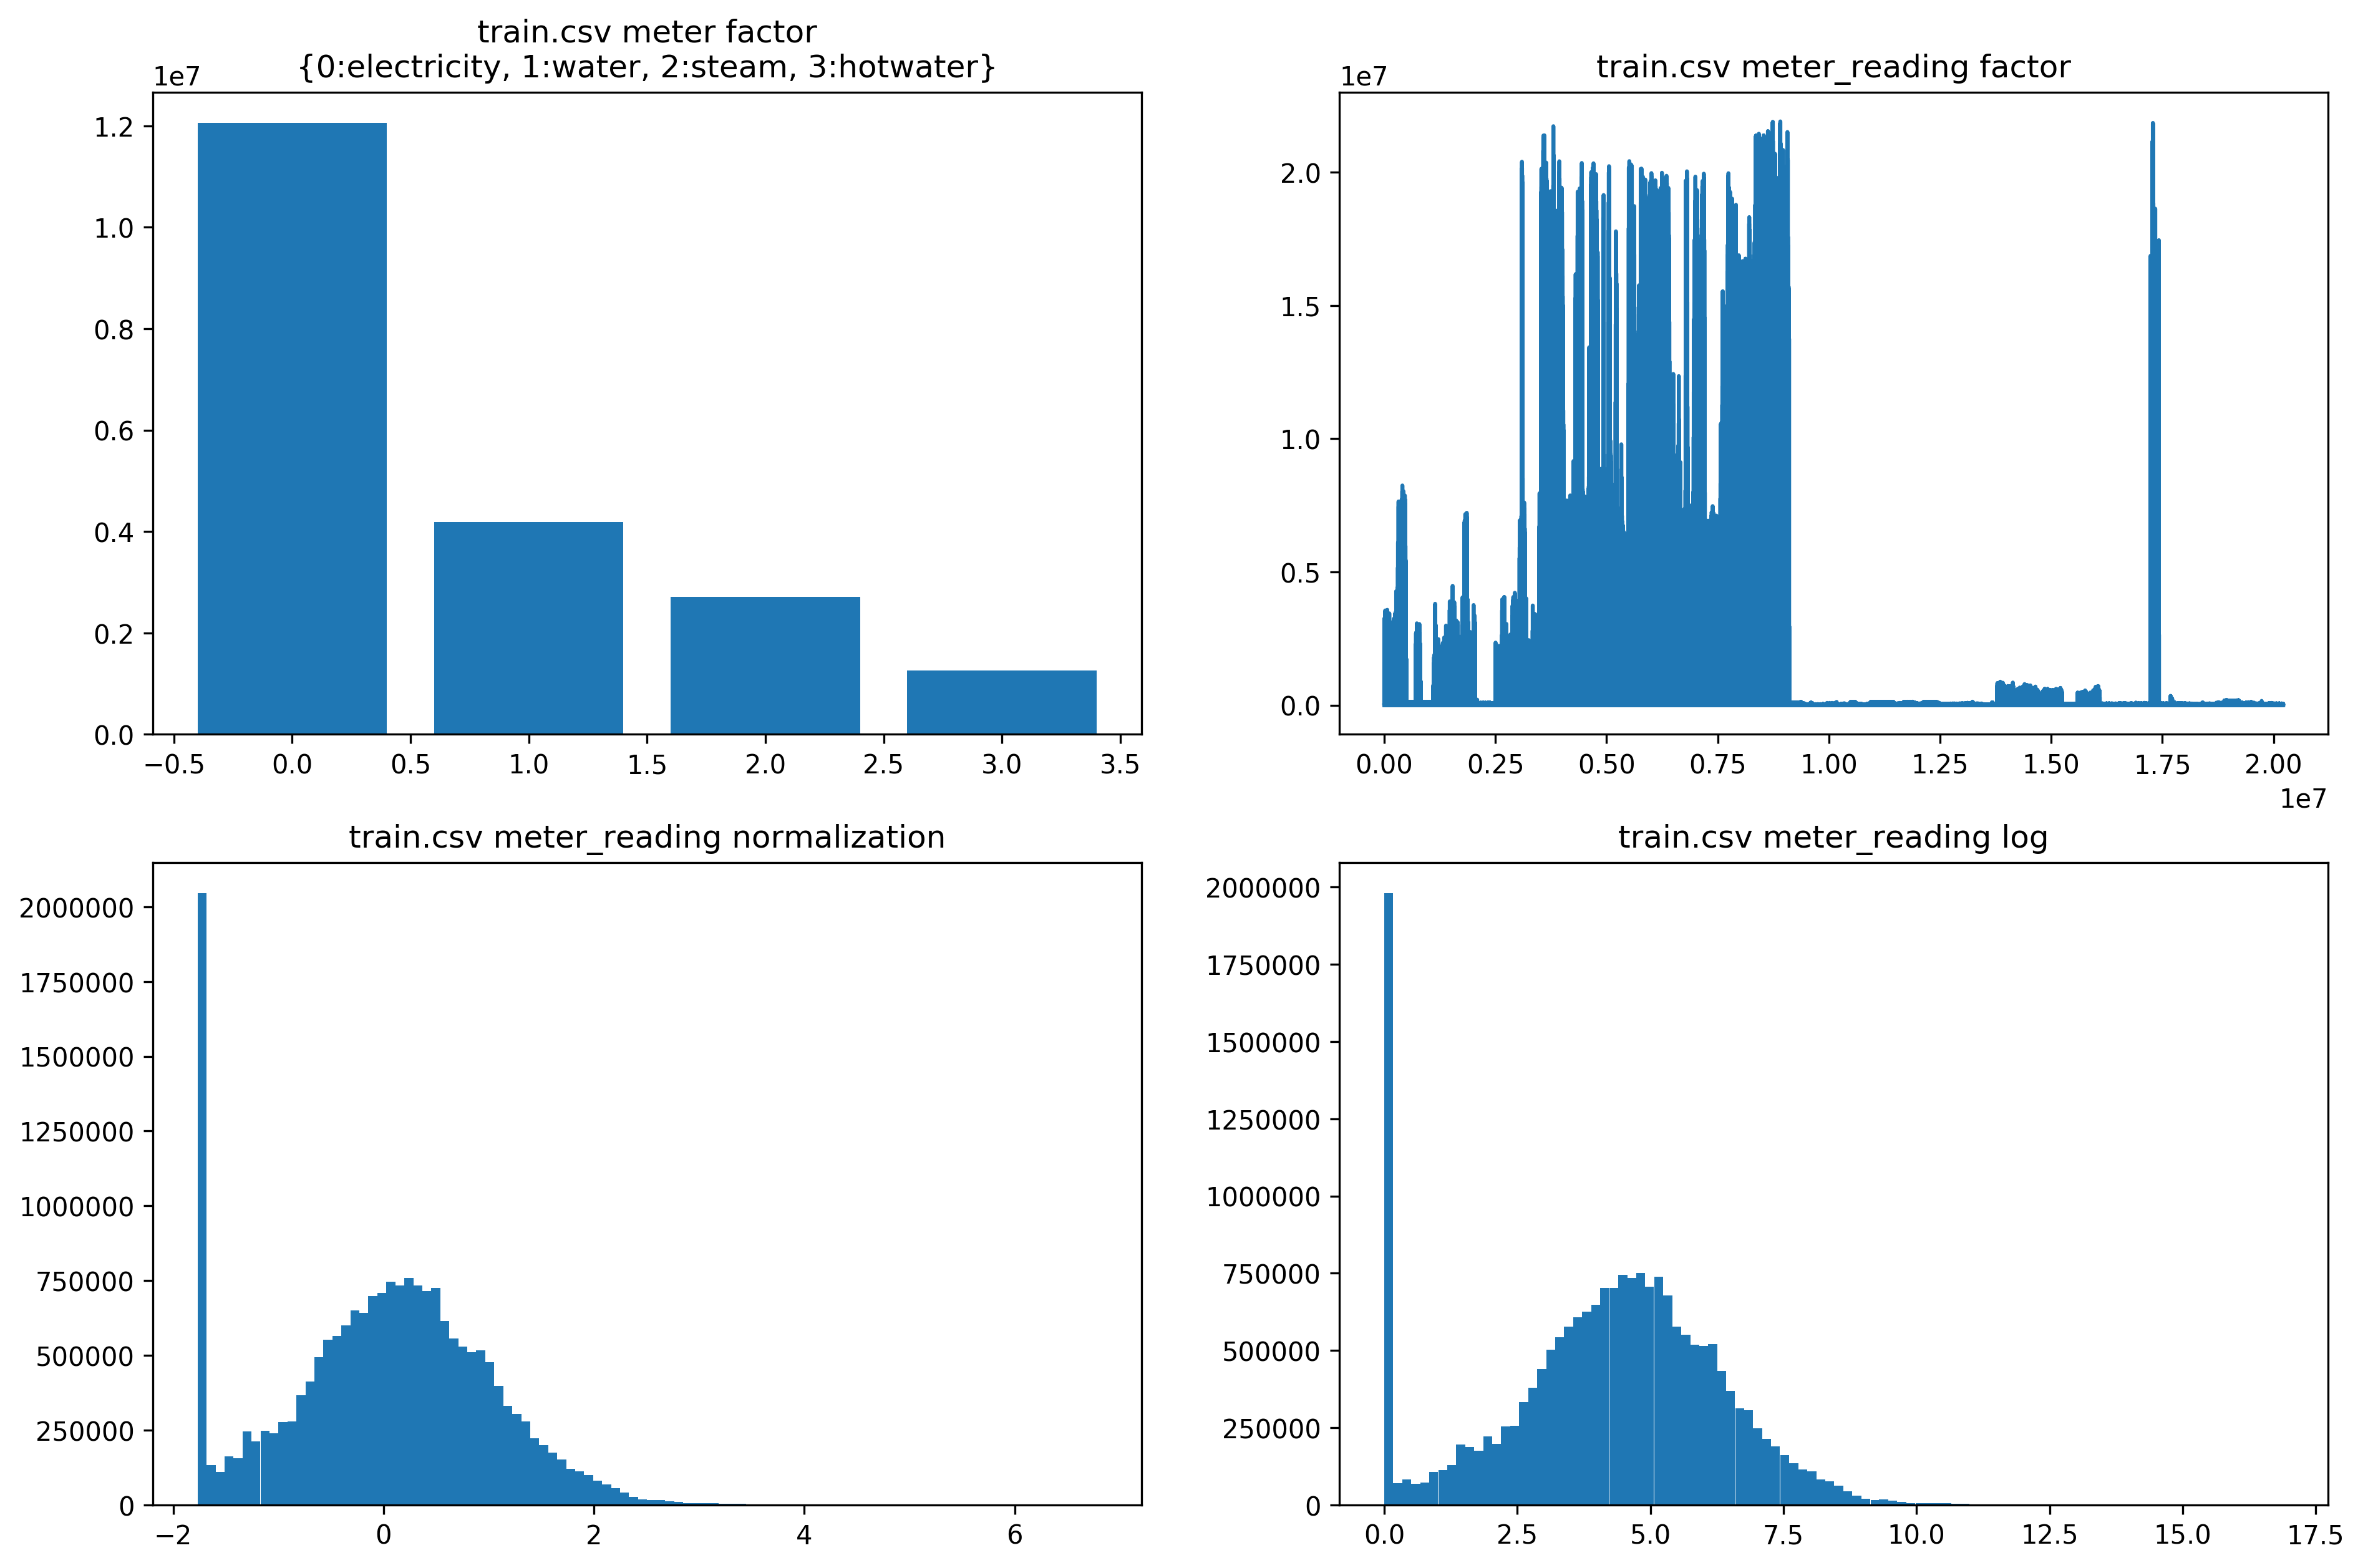 train.csv meter factor
{0:electricity, 1:water, 2:steam, 3:hotwater}
1e7
1.2
1.0
0.8
0.6
0.4
0.2
0.0
−0.5 0.0 0.5 1.0 1.5 2.0 2.5 3.0 3.5
train.csv meter_reading factor
1e7
2.0
1.5
1.0
0.5
0.0
0.00 0.25 0.50 0.75 1.00 1.25 1.50 1.75 2.00
1e7
train.csv meter_reading normalization
2000000
1750000
1500000
1250000
1000000
750000
500000
250000
0
−2 0 2 4 6
train.csv meter_reading log
2000000
1750000
1500000
1250000
1000000
750000
500000
250000
0
0.0 2.5 5.0 7.5 10.0 12.5 15.0 17.5